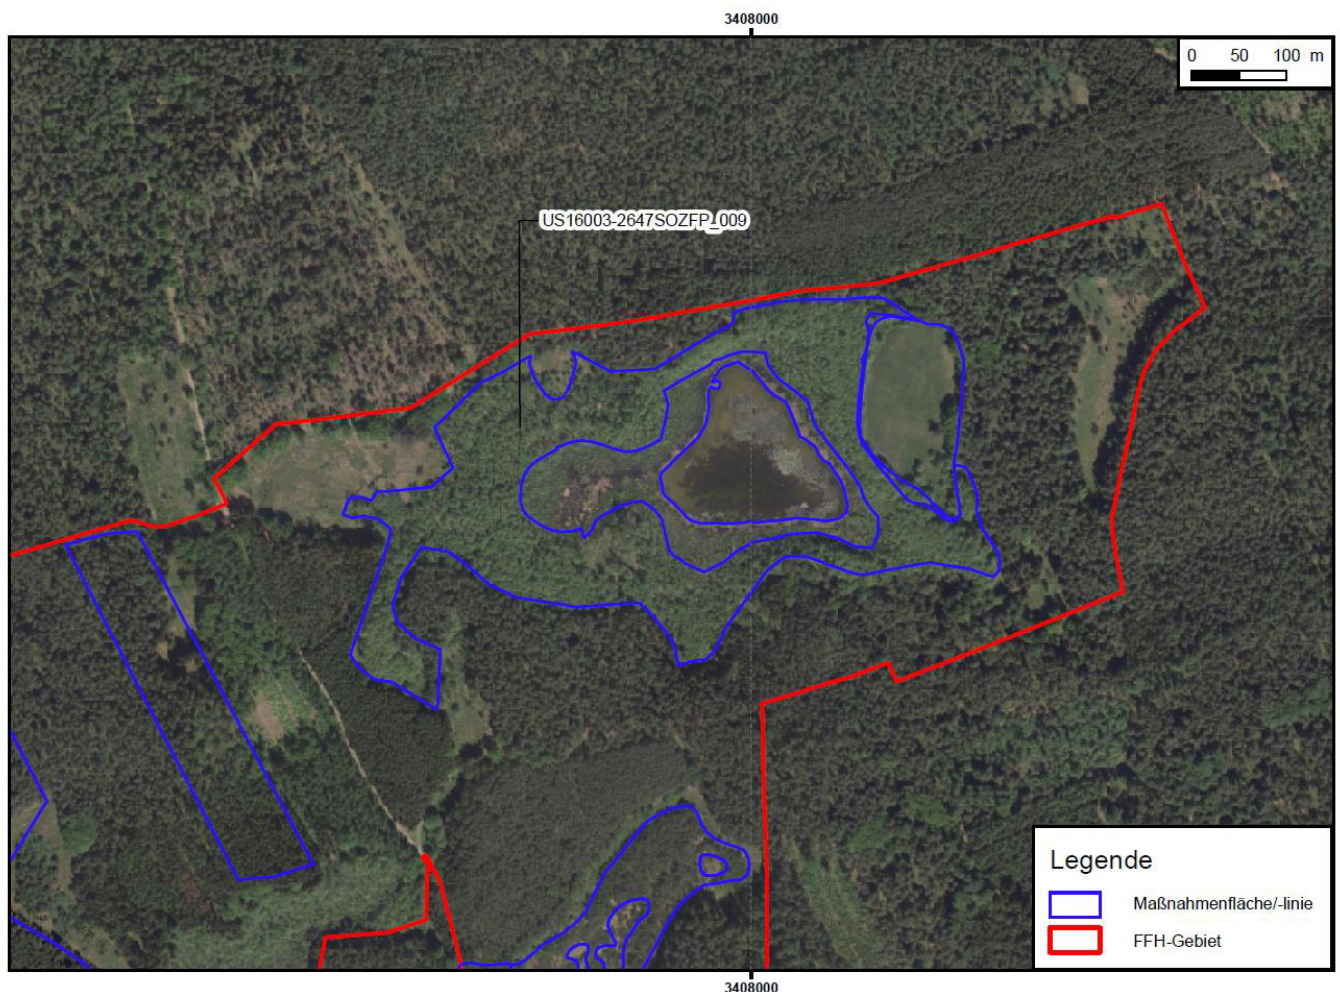 3408000
0 50 100 m
US16003-2647SOZFP_009
Legende
Maßnahmenfläche/-linie
FFH-Gebiet
3408000